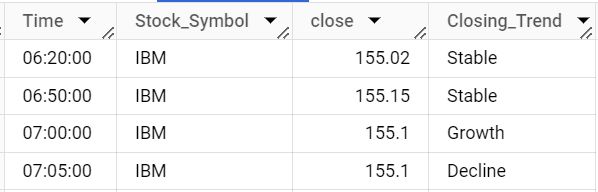 Time Stock_Symbol close Closing_Trend
06:20:00 IBM 155.02 Stable
06:50:00 IBM 155.15 Stable
07:00:00 IBM 155.1 Growth
07:05:00 IBM 155.1 Decline